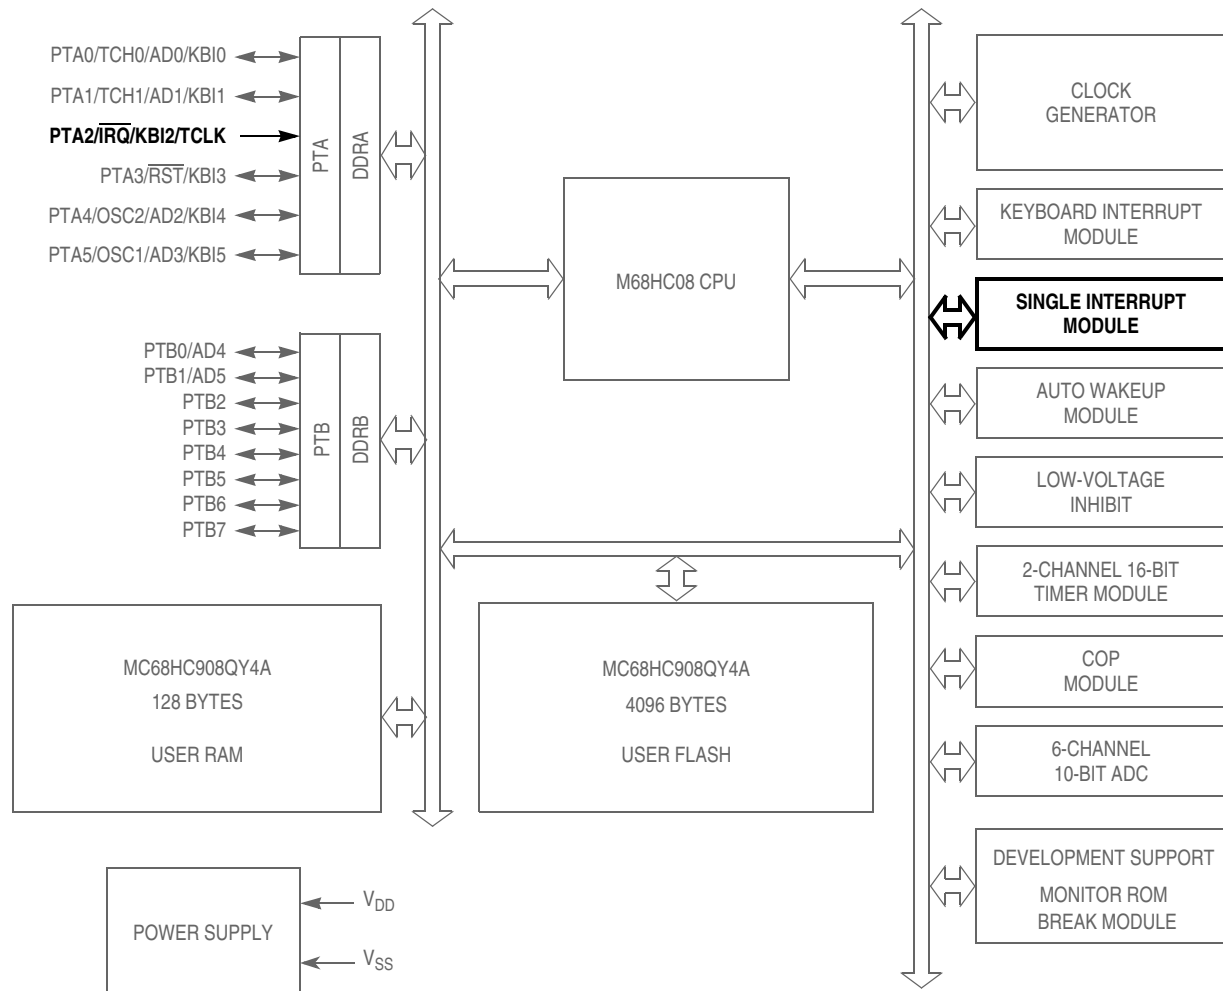 PTA0/TCH0/AD0/KBI0
PTA1/TCH1/AD1/KBI1
PTA2/I̅R̅Q̅/KBI2/TCLK
PTA3/R̅S̅T̅/KBI3
PTA4/OSC2/AD2/KBI4
PTA5/OSC1/AD3/KBI5
PTA
DDRA
PTB0/AD4
PTB1/AD5
PTB2
PTB3
PTB4
PTB5
PTB6
PTB7
PTB
DDRB
M68HC08 CPU
MC68HC908QY4A
128 BYTES
USER RAM
MC68HC908QY4A
4096 BYTES
USER FLASH
POWER SUPPLY
VDD
VSS
CLOCK
GENERATOR
KEYBOARD INTERRUPT
MODULE
SINGLE INTERRUPT
MODULE
AUTO WAKEUP
MODULE
LOW-VOLTAGE
INHIBIT
2-CHANNEL 16-BIT
TIMER MODULE
COP
MODULE
6-CHANNEL
10-BIT ADC
DEVELOPMENT SUPPORT
MONITOR ROM
BREAK MODULE